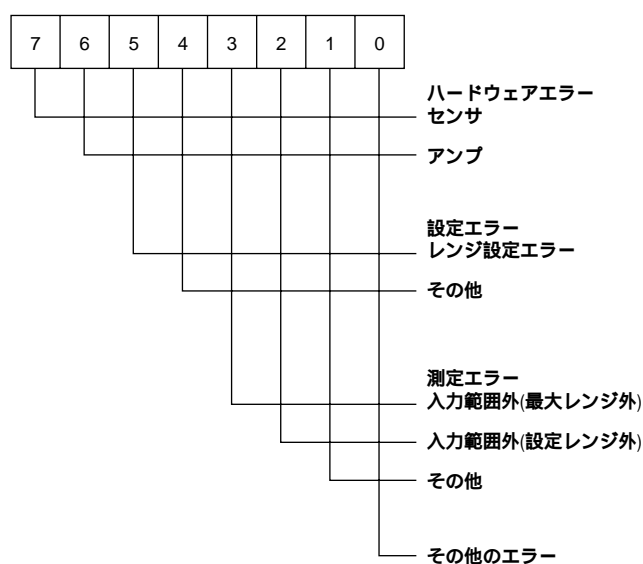 7 6 5 4 3 2 1 0
ハードウェアエラー
センサ
アンプ
設定エラー
レンジ設定エラー
その他
測定エラー
入力範囲外(最大レンジ外)
入力範囲外(設定レンジ外)
その他
その他のエラー